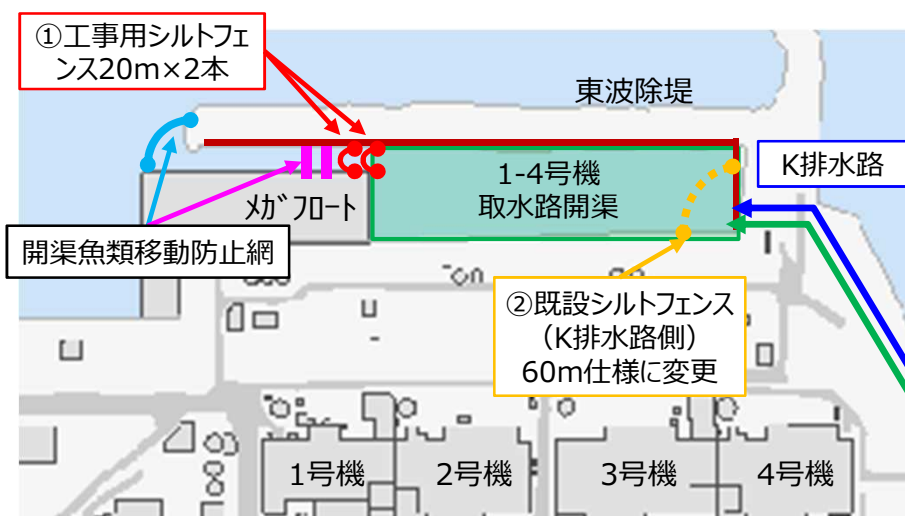 ①工事用シルトフェ
ンス20m×2本
東波除堤
1-4号機
取水路開渠
K排水路
ﾒｶﾞﾌﾛｰﾄ
開渠魚類移動防止網
②既設シルトフェンス
（K排水路側）
60m仕様に変更
1号機
2号機
3号機
4号機